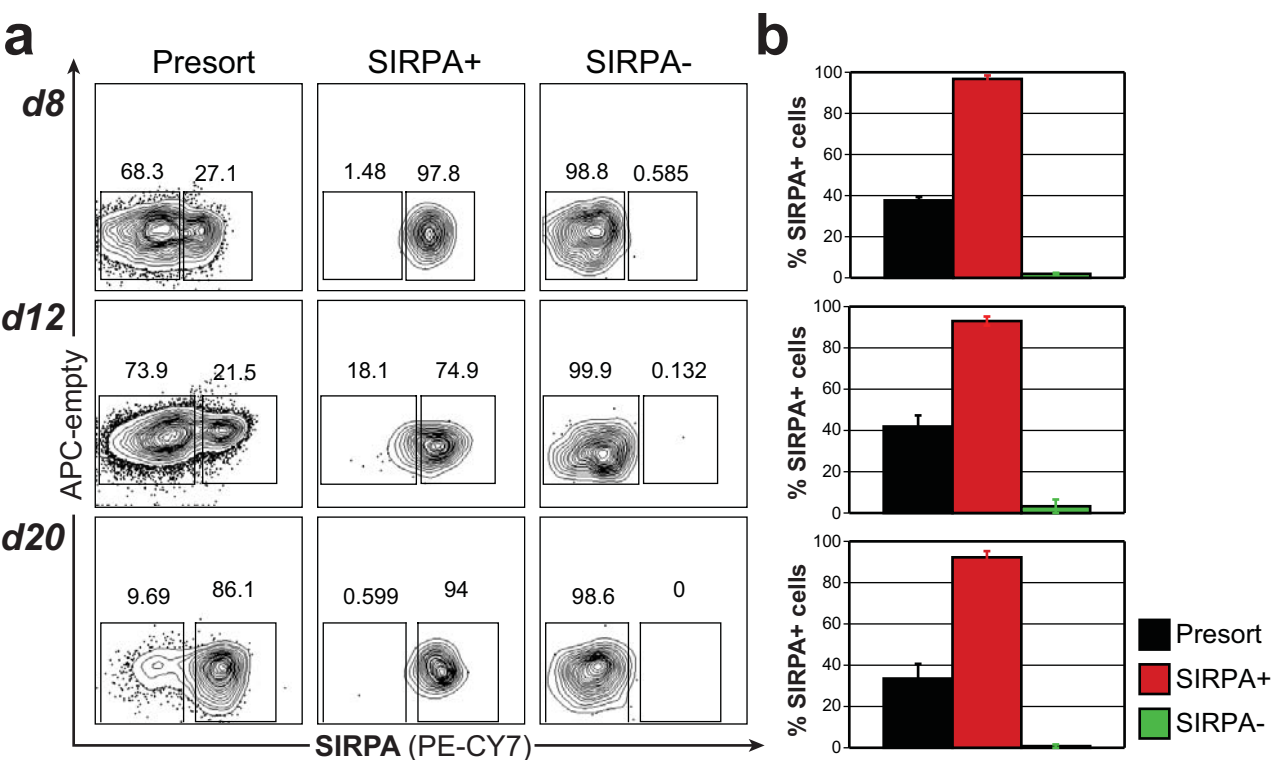 a
Presort SIRPA+ SIRPA-
d8
68.3 27.1 1.48 97.8 98.8 0.585
d12
73.9 21.5 18.1 74.9 99.9 0.132
d20
9.69 86.1 0.599 94 98.6 0
APC-empty
SIRPA (PE-CY7)
b
% SIRPA+ cells
100
80
60
40
20
0
% SIRPA+ cells
100
80
60
40
20
0
% SIRPA+ cells
100
80
60
40
20
0
Presort
SIRPA+
SIRPA-